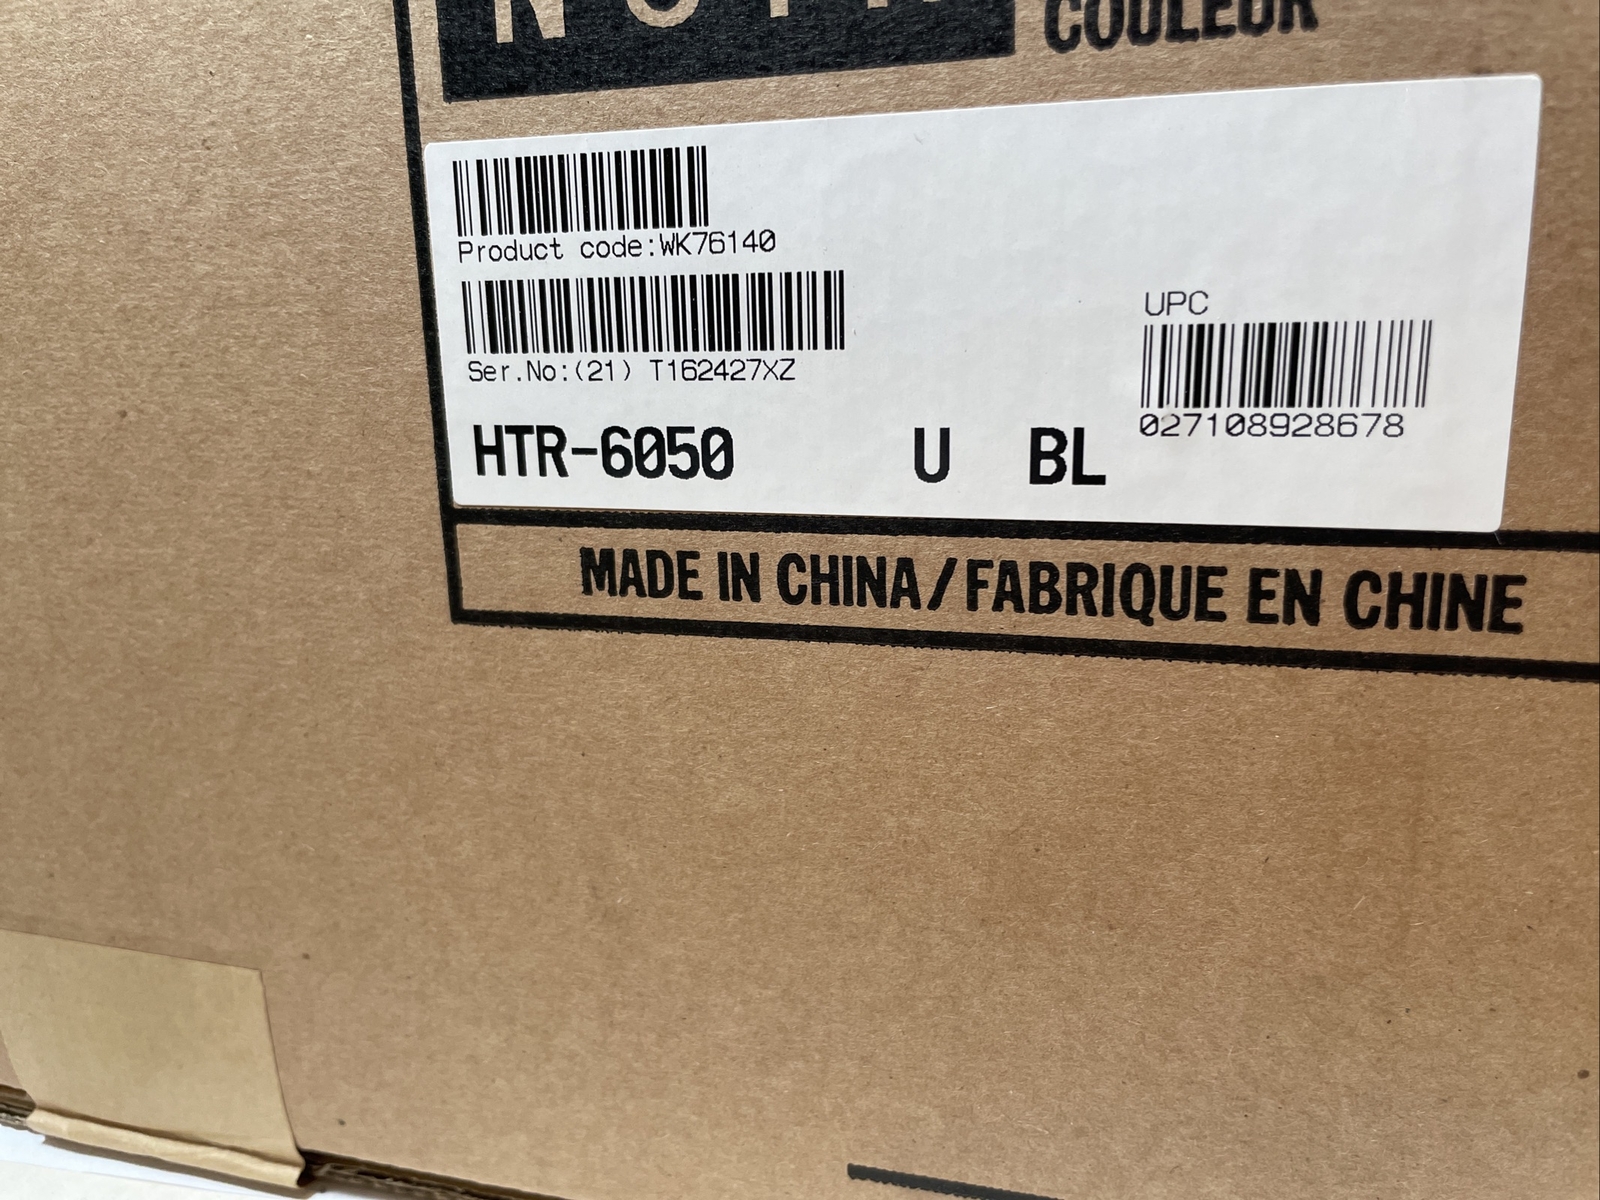 COULEUR
Product code:WK76140
Ser.No:(21) T162427XZ
UPC
027108928678
HTR-6050 U BL
MADE IN CHINA/FABRIQUE EN CHINE